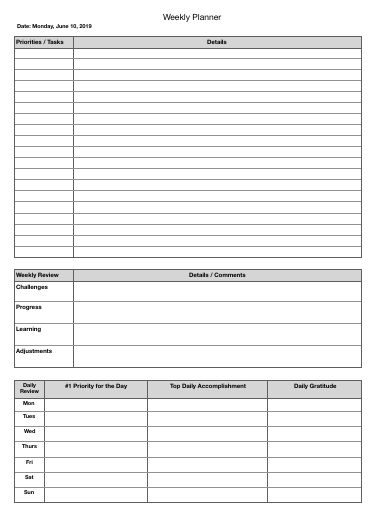 Weekly Planner
Date: Monday, June 10, 2019
Priorities / Tasks Details
Weekly Review Details / Comments
Challenges
Progress
Learning
Adjustments
Daily Review #1 Priority for the Day Top Daily Accomplishment Daily Gratitude
Mon
Tues
Wed
Thurs
Fri
Sat
Sun